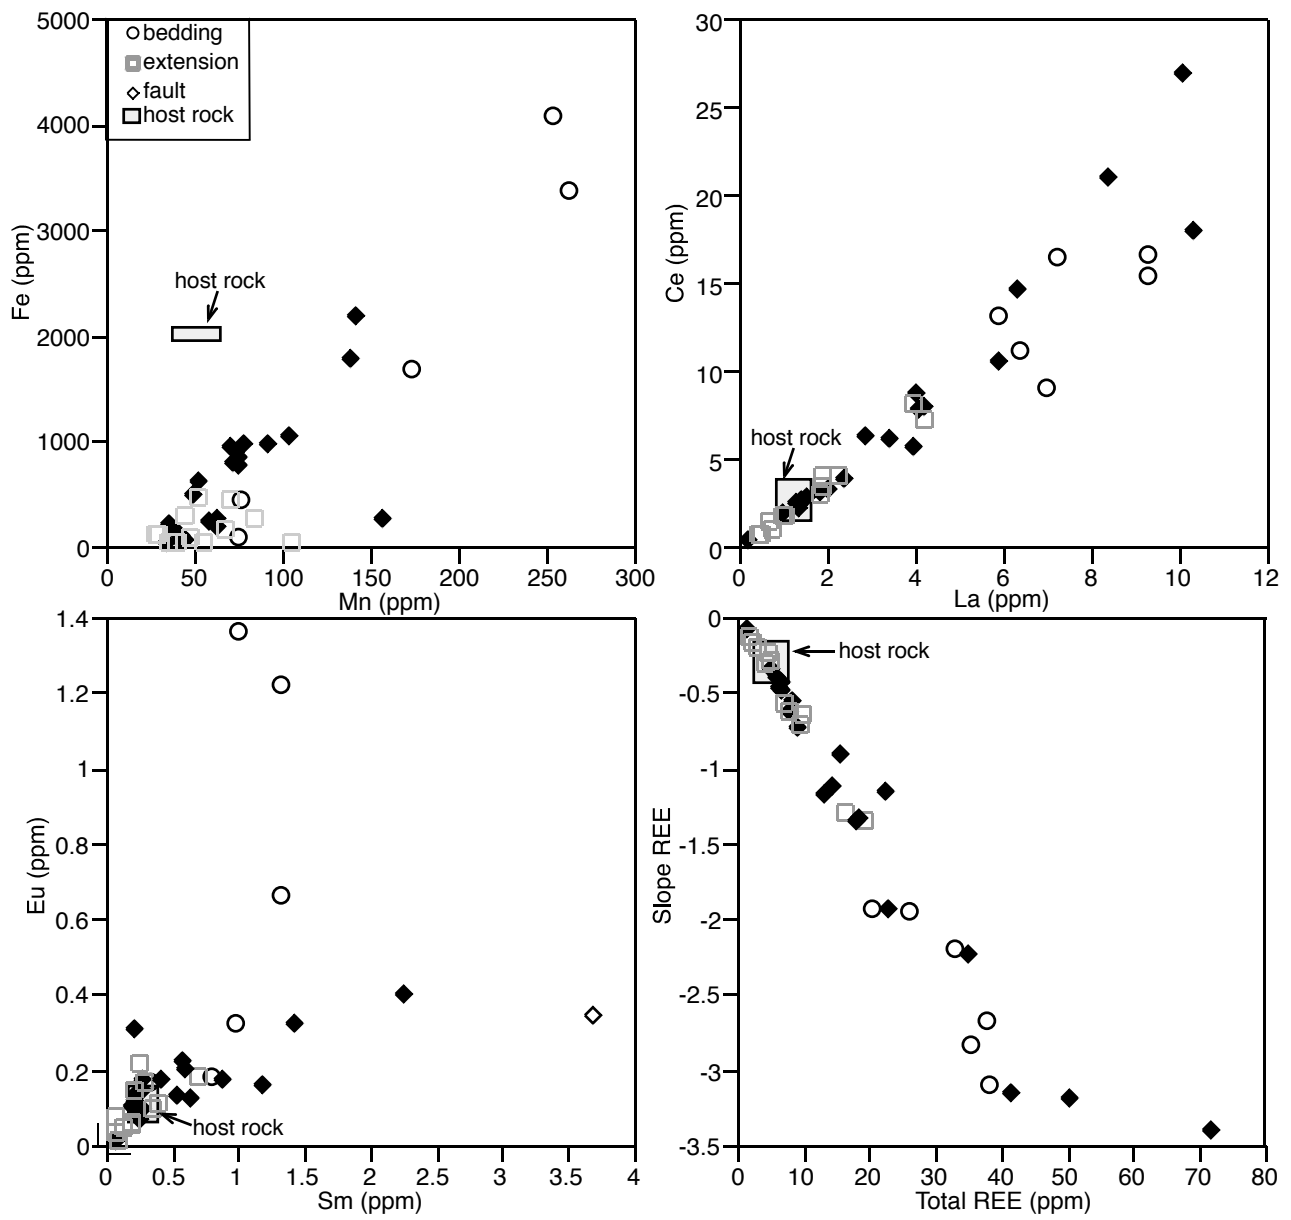 5000
4000
3000
2000
1000
0
Fe (ppm)
bedding
extension
fault
host rock
host rock
0 50 100 150 200 250 300
Mn (ppm)
30
25
20
15
10
5
0
Ce (ppm)
host rock
0 2 4 6 8 10 12
La (ppm)
1.4
1.2
1
0.8
0.6
0.4
0.2
0
Eu (ppm)
host rock
0 0.5 1 1.5 2 2.5 3 3.5 4
Sm (ppm)
0
-0.5
-1
-1.5
-2
-2.5
-3
-3.5
Slope REE
host rock
0 10 20 30 40 50 60 70 80
Total REE (ppm)